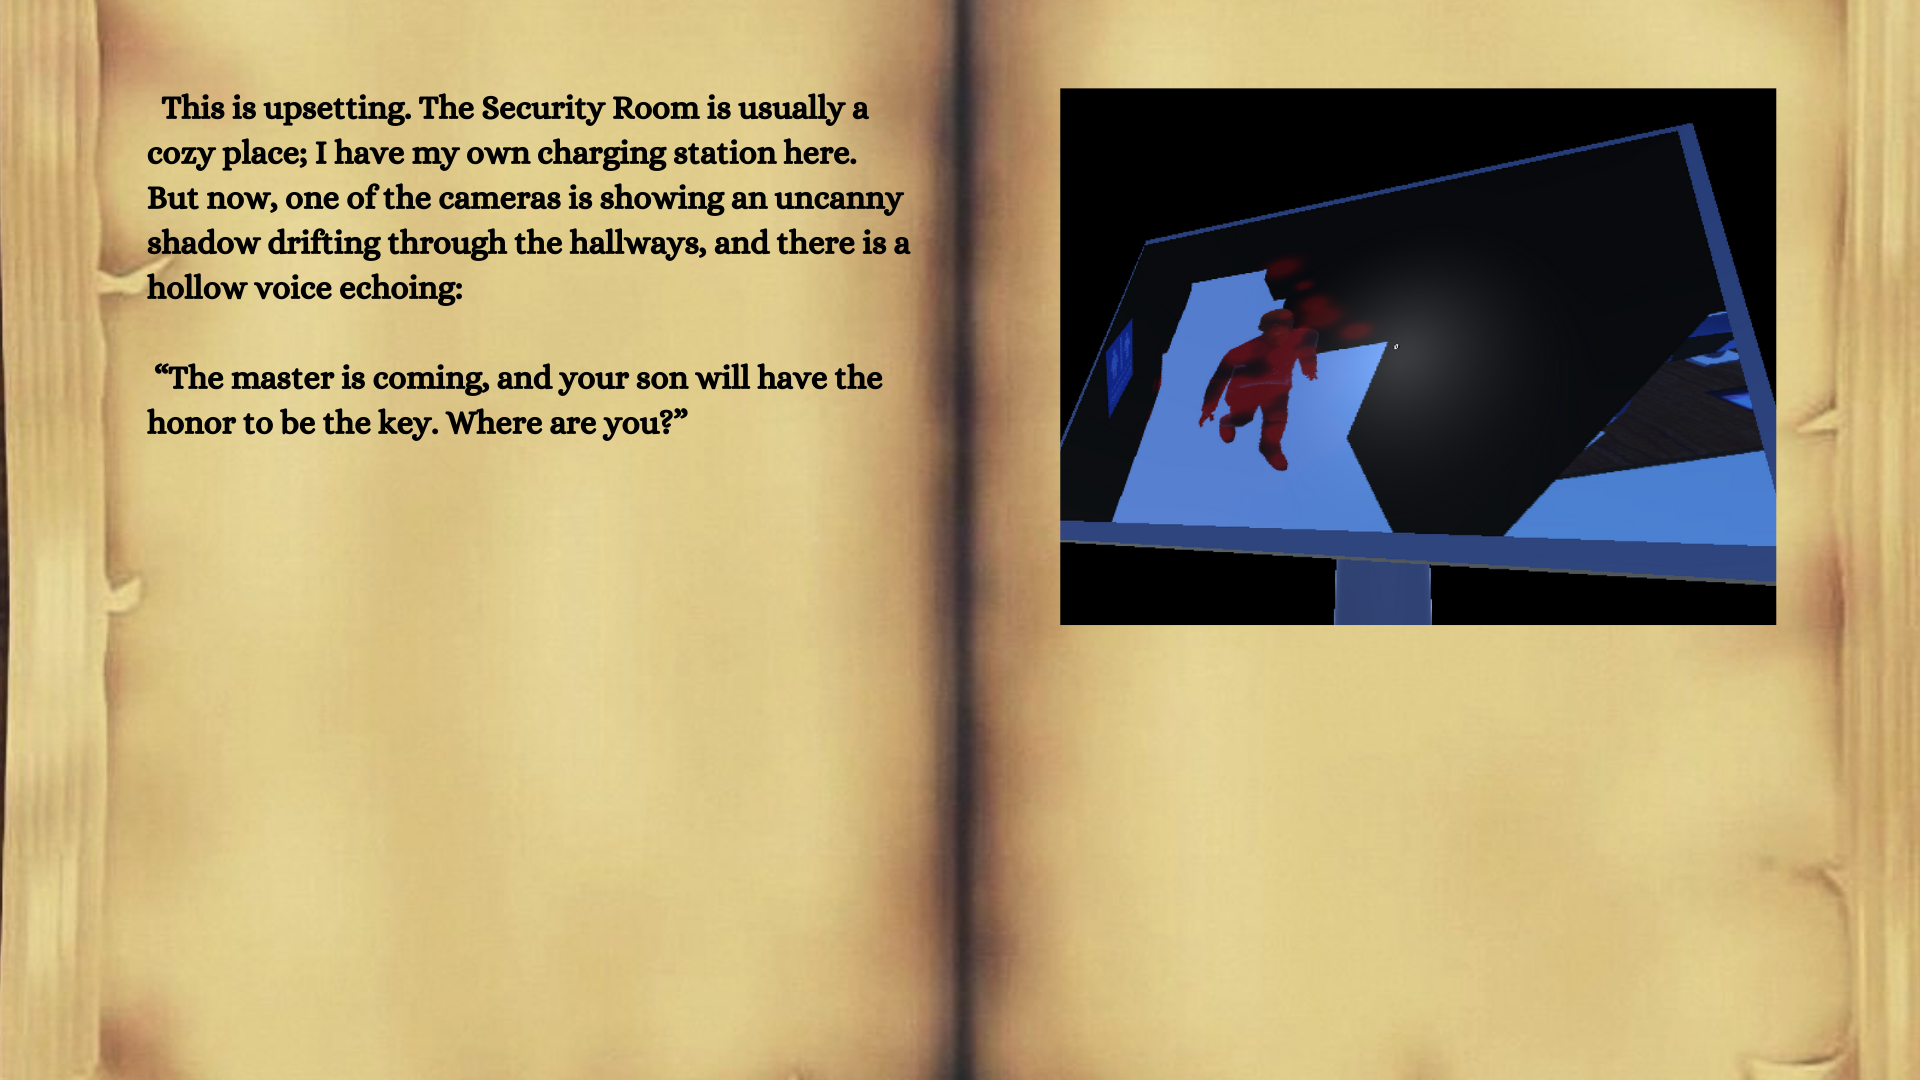 This is upsetting. The Security Room is usually a
cozy place; I have my own charging station here.
But now, one of the cameras is showing an uncanny
shadow drifting through the hallways, and there is a
hollow voice echoing:
“The master is coming, and your son will have the
honor to be the key. Where are you?”